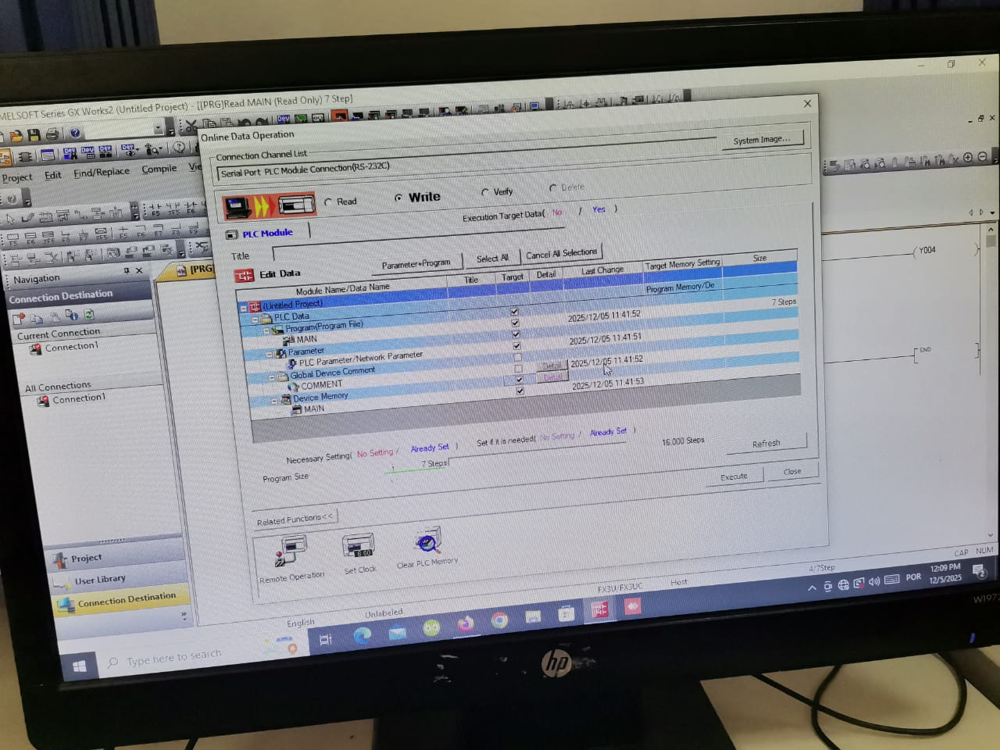 MELSOFT Series GX Works2 (Untitled Project) - [[PRG]Read MAIN (Read Only) 7 Step]
Project Edit Find/Replace Compile
Navigation
Connection Destination
Current Connection
Connection1
All Connections
Connection1
Project
User Library
Connection Destination
[PRG]
Online Data Operation
Connection Channel List
Serial Port PLC Module Connection(RS-232C)
System Image...
Read Write Verify Delete
PLC Module
Execution Target Data( No / Yes )
Title
Edit Data
Parameter+Program Select All Cancel All Selections
Module Name/Data Name Title Target Detail Last Change Target Memory Setting Size
(Untitled Project)
PLC Data Program Memory/De
Program(Program File)
MAIN 2025/12/05 11:41:52 7 Steps
Parameter
PLC Parameter/Network Parameter 2025/12/05 11:41:51
Global Device Comment
COMMENT Detail 2025/12/05 11:41:52
Device Memory Detail
MAIN 2025/12/05 11:41:53
Necessary Setting( No Setting / Already Set ) Set if it is needed( No Setting / Already Set )
Program Size 7 Steps 16,000 Steps
Refresh
Execute Close
Related Functions<<
Remote Operation Set Clock Clear PLC Memory
Y004
END
English Unlabeled FX3U/FX3UC Host 4/7Step CAP NUM
Type here to search
POR
12:09 PM
12/5/2025
2
hp